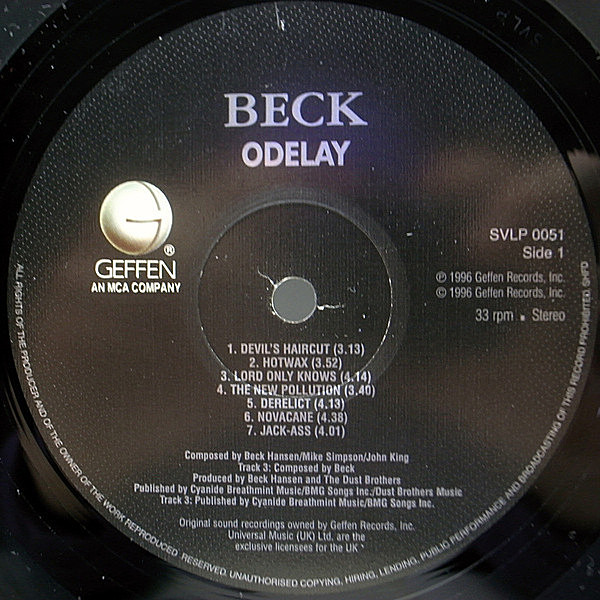 BECK
ODELAY
GEFFEN®
AN MCA COMPANY
SVLP 0051
Side 1
℗ 1996 Geffen Records, Inc.
© 1996 Geffen Records, Inc.
33 rpm ■ Stereo
1. DEVIL'S HAIRCUT (3.13)
2. HOTWAX (3.52)
3. LORD ONLY KNOWS (4.14)
4. THE NEW POLLUTION (3.40)
5. DERELICT (4.13)
6. NOVACANE (4.38)
7. JACK-ASS (4.01)
Composed by Beck Hansen/Mike Simpson/John King
Track 3: Composed by Beck
Produced by Beck Hansen and The Dust Brothers
Published by Cyanide Breathmint Music/BMG Songs Inc./Dust Brothers Music
Track 3: Published by Cyanide Breathmint Music/BMG Songs Inc.
Original sound recordings owned by Geffen Records, Inc.
Universal Music (UK) Ltd. are the
exclusive licensees for the UK
ALL RIGHTS OF THE PRODUCER AND OF THE OWNER OF THE WORK REPRODUCED RESERVED. UNAUTHORISED COPYING, HIRING, LENDING, PUBLIC PERFORMANCE AND BROADCASTING OF THIS RECORD PROHIBITED.